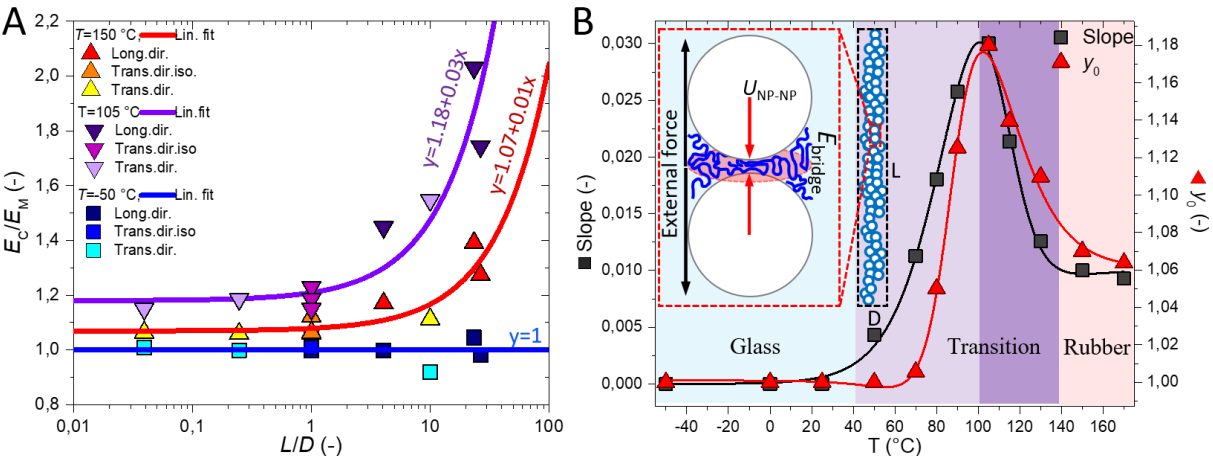 A
T=150 °C, Lin. fit
Long.dir.
Trans.dir.iso.
Trans.dir.
T=105 °C Lin.fit
Long.dir.
Trans.dir.iso
Trans.dir.
T=-50 °C, Lin. fit
Long.dir.
Trans.dir.iso
Trans.dir.
y=1.18+0.03x
y=1.07+0.01x
y=1
2,2
2,0
1,8
1,6
1,4
1,2
1,0
0,8
E_C/E_M (-)
0,01 0,1 1 10 100
L/D (-)
B
Slope
y₀
External force
U_NP-NP
E_bridge
L
D
Glass Transition Rubber
0,030
0,025
0,020
0,015
0,010
0,005
0,000
Slope (-)
1,18
1,16
1,14
1,12
1,10
1,08
1,06
1,04
1,02
1,00
y₀ (-)
-40 -20 0 20 40 60 80 100 120 140 160
T (°C)